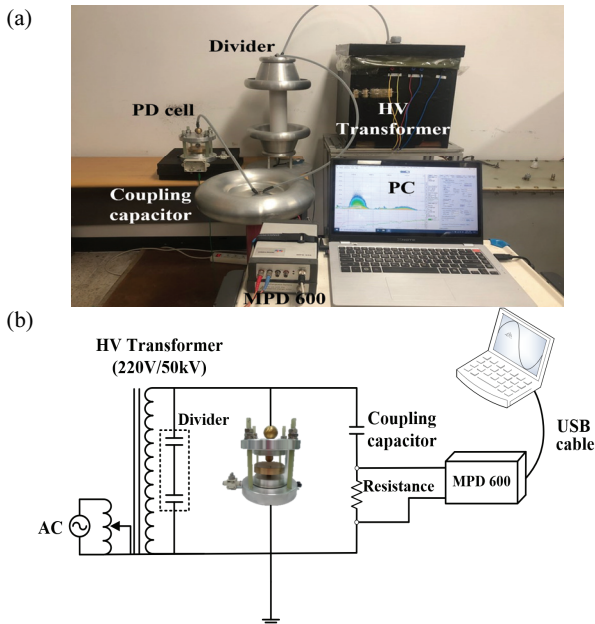 (a)
Divider
PD cell
HV
Transformer
PC
Coupling
capacitor
MPD 600
(b)
HV Transformer
(220V/50kV)
Divider
Coupling
capacitor
USB
cable
Resistance
MPD 600
AC